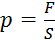 p = F/S